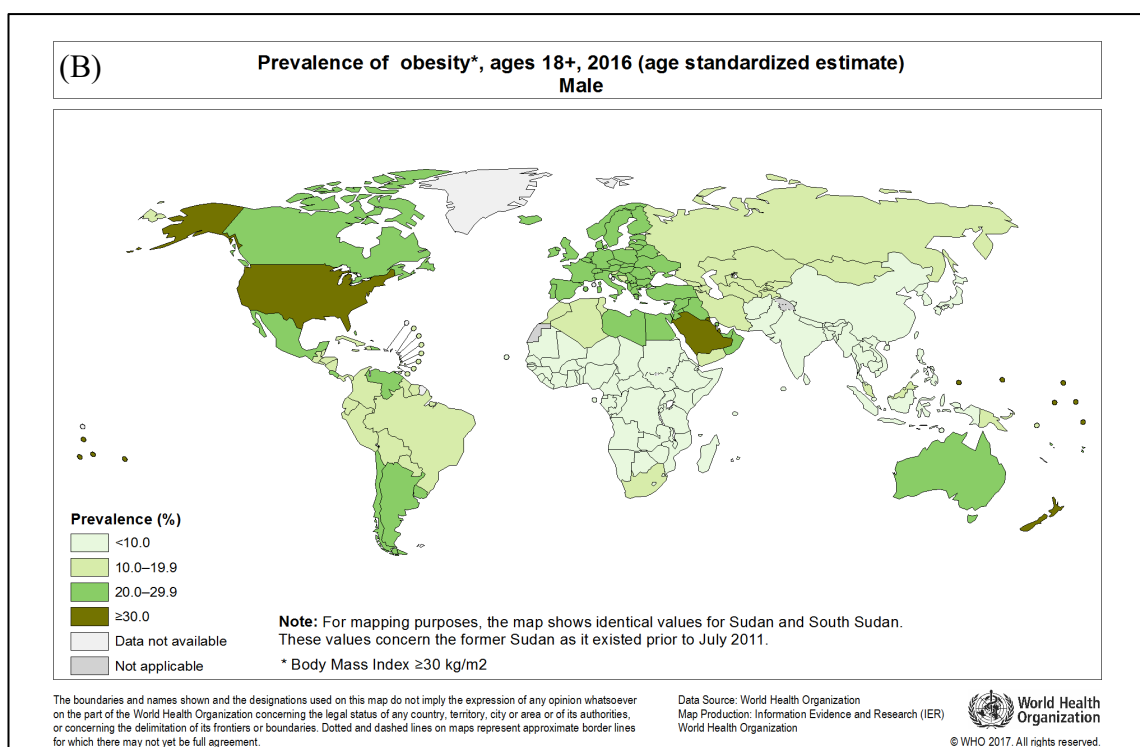 (B)
Prevalence of obesity*, ages 18+, 2016 (age standardized estimate)
Male
Prevalence (%)
<10.0
10.0–19.9
20.0–29.9
≥30.0
Data not available
Not applicable
Note: For mapping purposes, the map shows identical values for Sudan and South Sudan.
These values concern the former Sudan as it existed prior to July 2011.
* Body Mass Index ≥30 kg/m2
The boundaries and names shown and the designations used on this map do not imply the expression of any opinion whatsoever
on the part of the World Health Organization concerning the legal status of any country, territory, city or area or of its authorities,
or concerning the delimitation of its frontiers or boundaries. Dotted and dashed lines on maps represent approximate border lines
for which there may not yet be full agreement.
Data Source: World Health Organization
Map Production: Information Evidence and Research (IER)
World Health Organization
World Health
Organization
© WHO 2017. All rights reserved.